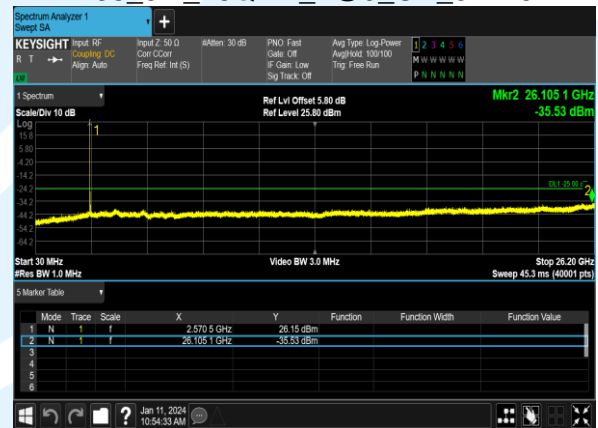 Spectrum Analyzer 1
Swept SA
+
KEYSIGHT Input: RF Input Z: 50 Ω #Atten: 30 dB PNO: Fast Avg Type: Log-Power 1 2 3 4 5 6
R T Coupling: DC Corr CCorr Gate: Off Avg|Hold: 100/100 M W W W W W
Align: Auto Freq Ref: Int (S) IF Gain: Low Trig: Free Run
Sig Track: Off P N N N N N
1 Spectrum Ref Lvl Offset 5.80 dB Mkr2 26.105 1 GHz
Scale/Div 10 dB Ref Level 25.80 dBm -35.53 dBm
Log
15.8 1
5.80
-4.20
-14.2
-24.2 DL1 -25.00
-34.2 2
-44.2
-54.2
-64.2
Start 30 MHz Video BW 3.0 MHz Stop 26.20 GHz
#Res BW 1.0 MHz Sweep 45.3 ms (40001 pts)
5 Marker Table
Mode Trace Scale X Y Function Function Width Function Value
1 N 1 f 2.570 5 GHz 26.15 dBm
2 N 1 f 26.105 1 GHz -35.53 dBm
3
4
5
6
? Jan 11, 2024
10:54:33 AM